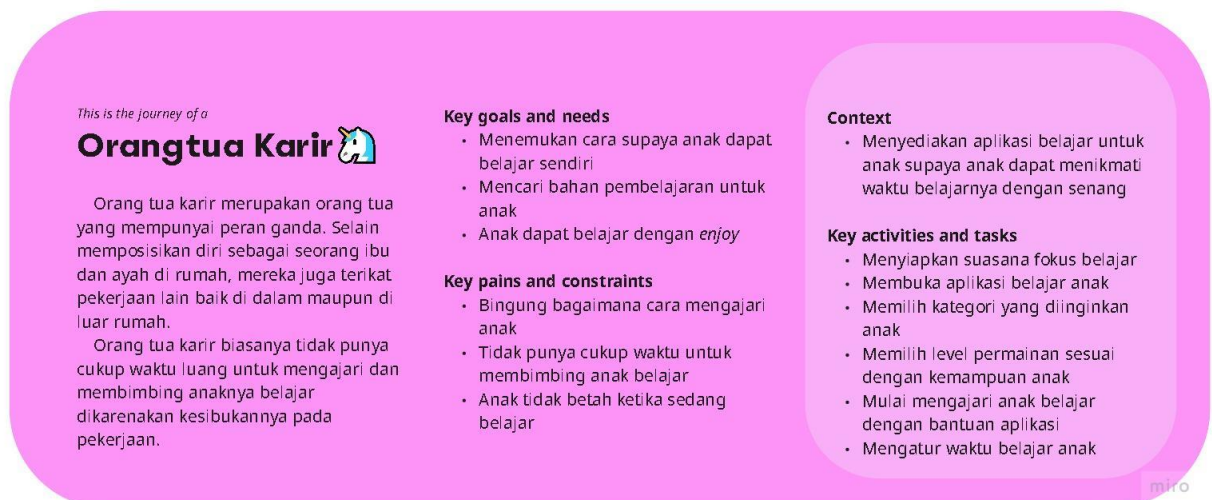 This is the journey of a
Orangtua Karir
Orang tua karir merupakan orang tua
yang mempunyai peran ganda. Selain
memposisikan diri sebagai seorang ibu
dan ayah di rumah, mereka juga terikat
pekerjaan lain baik di dalam maupun di
luar rumah.
Orang tua karir biasanya tidak punya
cukup waktu luang untuk mengajari dan
membimbing anaknya belajar
dikarenakan kesibukannya pada
pekerjaan.
Key goals and needs
• Menemukan cara supaya anak dapat
belajar sendiri
• Mencari bahan pembelajaran untuk
anak
• Anak dapat belajar dengan enjoy
Key pains and constraints
• Bingung bagaimana cara mengajari
anak
• Tidak punya cukup waktu untuk
membimbing anak belajar
• Anak tidak betah ketika sedang
belajar
Context
• Menyediakan aplikasi belajar untuk
anak supaya anak dapat menikmati
waktu belajarnya dengan senang
Key activities and tasks
• Menyiapkan suasana fokus belajar
• Membuka aplikasi belajar anak
• Memilih kategori yang diinginkan
anak
• Memilih level permainan sesuai
dengan kemampuan anak
• Mulai mengajari anak belajar
dengan bantuan aplikasi
• Mengatur waktu belajar anak
miro